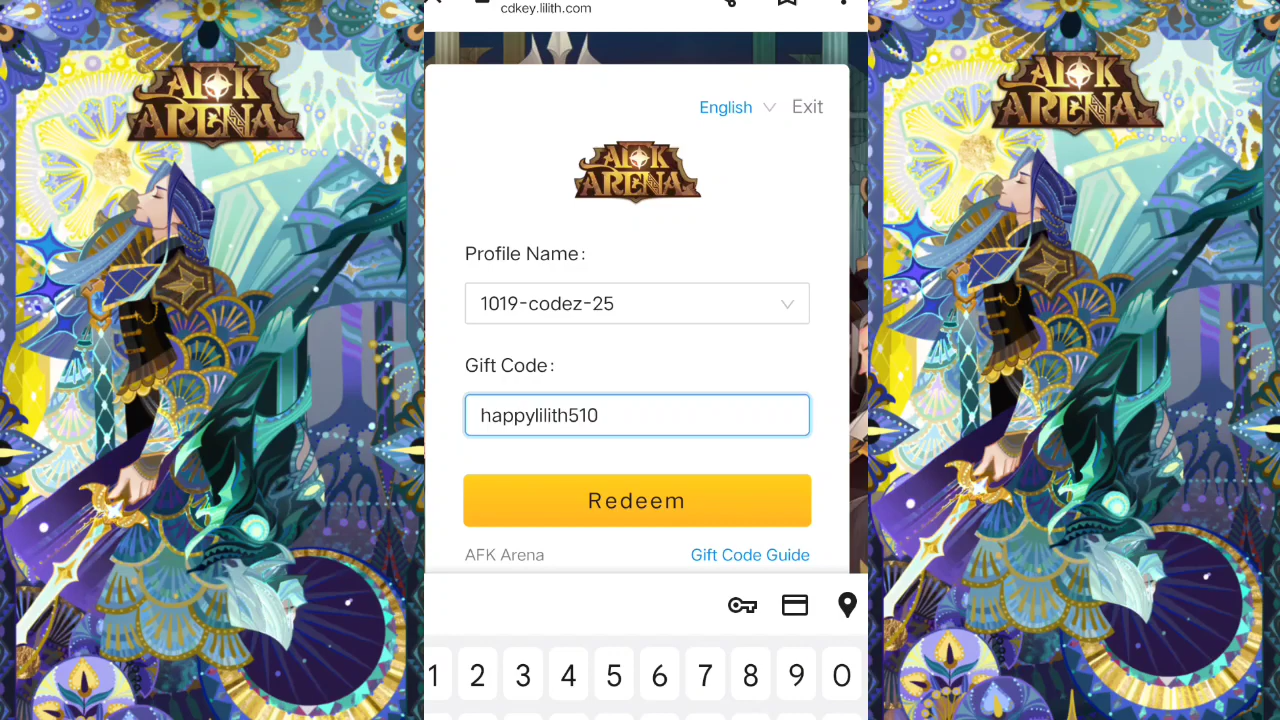 cdkey.lilith.com
AFK
ARENA
AFK
ARENA
English Exit
AFK
ARENA
Profile Name:
1019-codez-25
Gift Code:
happylilith510
Redeem
AFK Arena Gift Code Guide
1 2 3 4 5 6 7 8 9 0